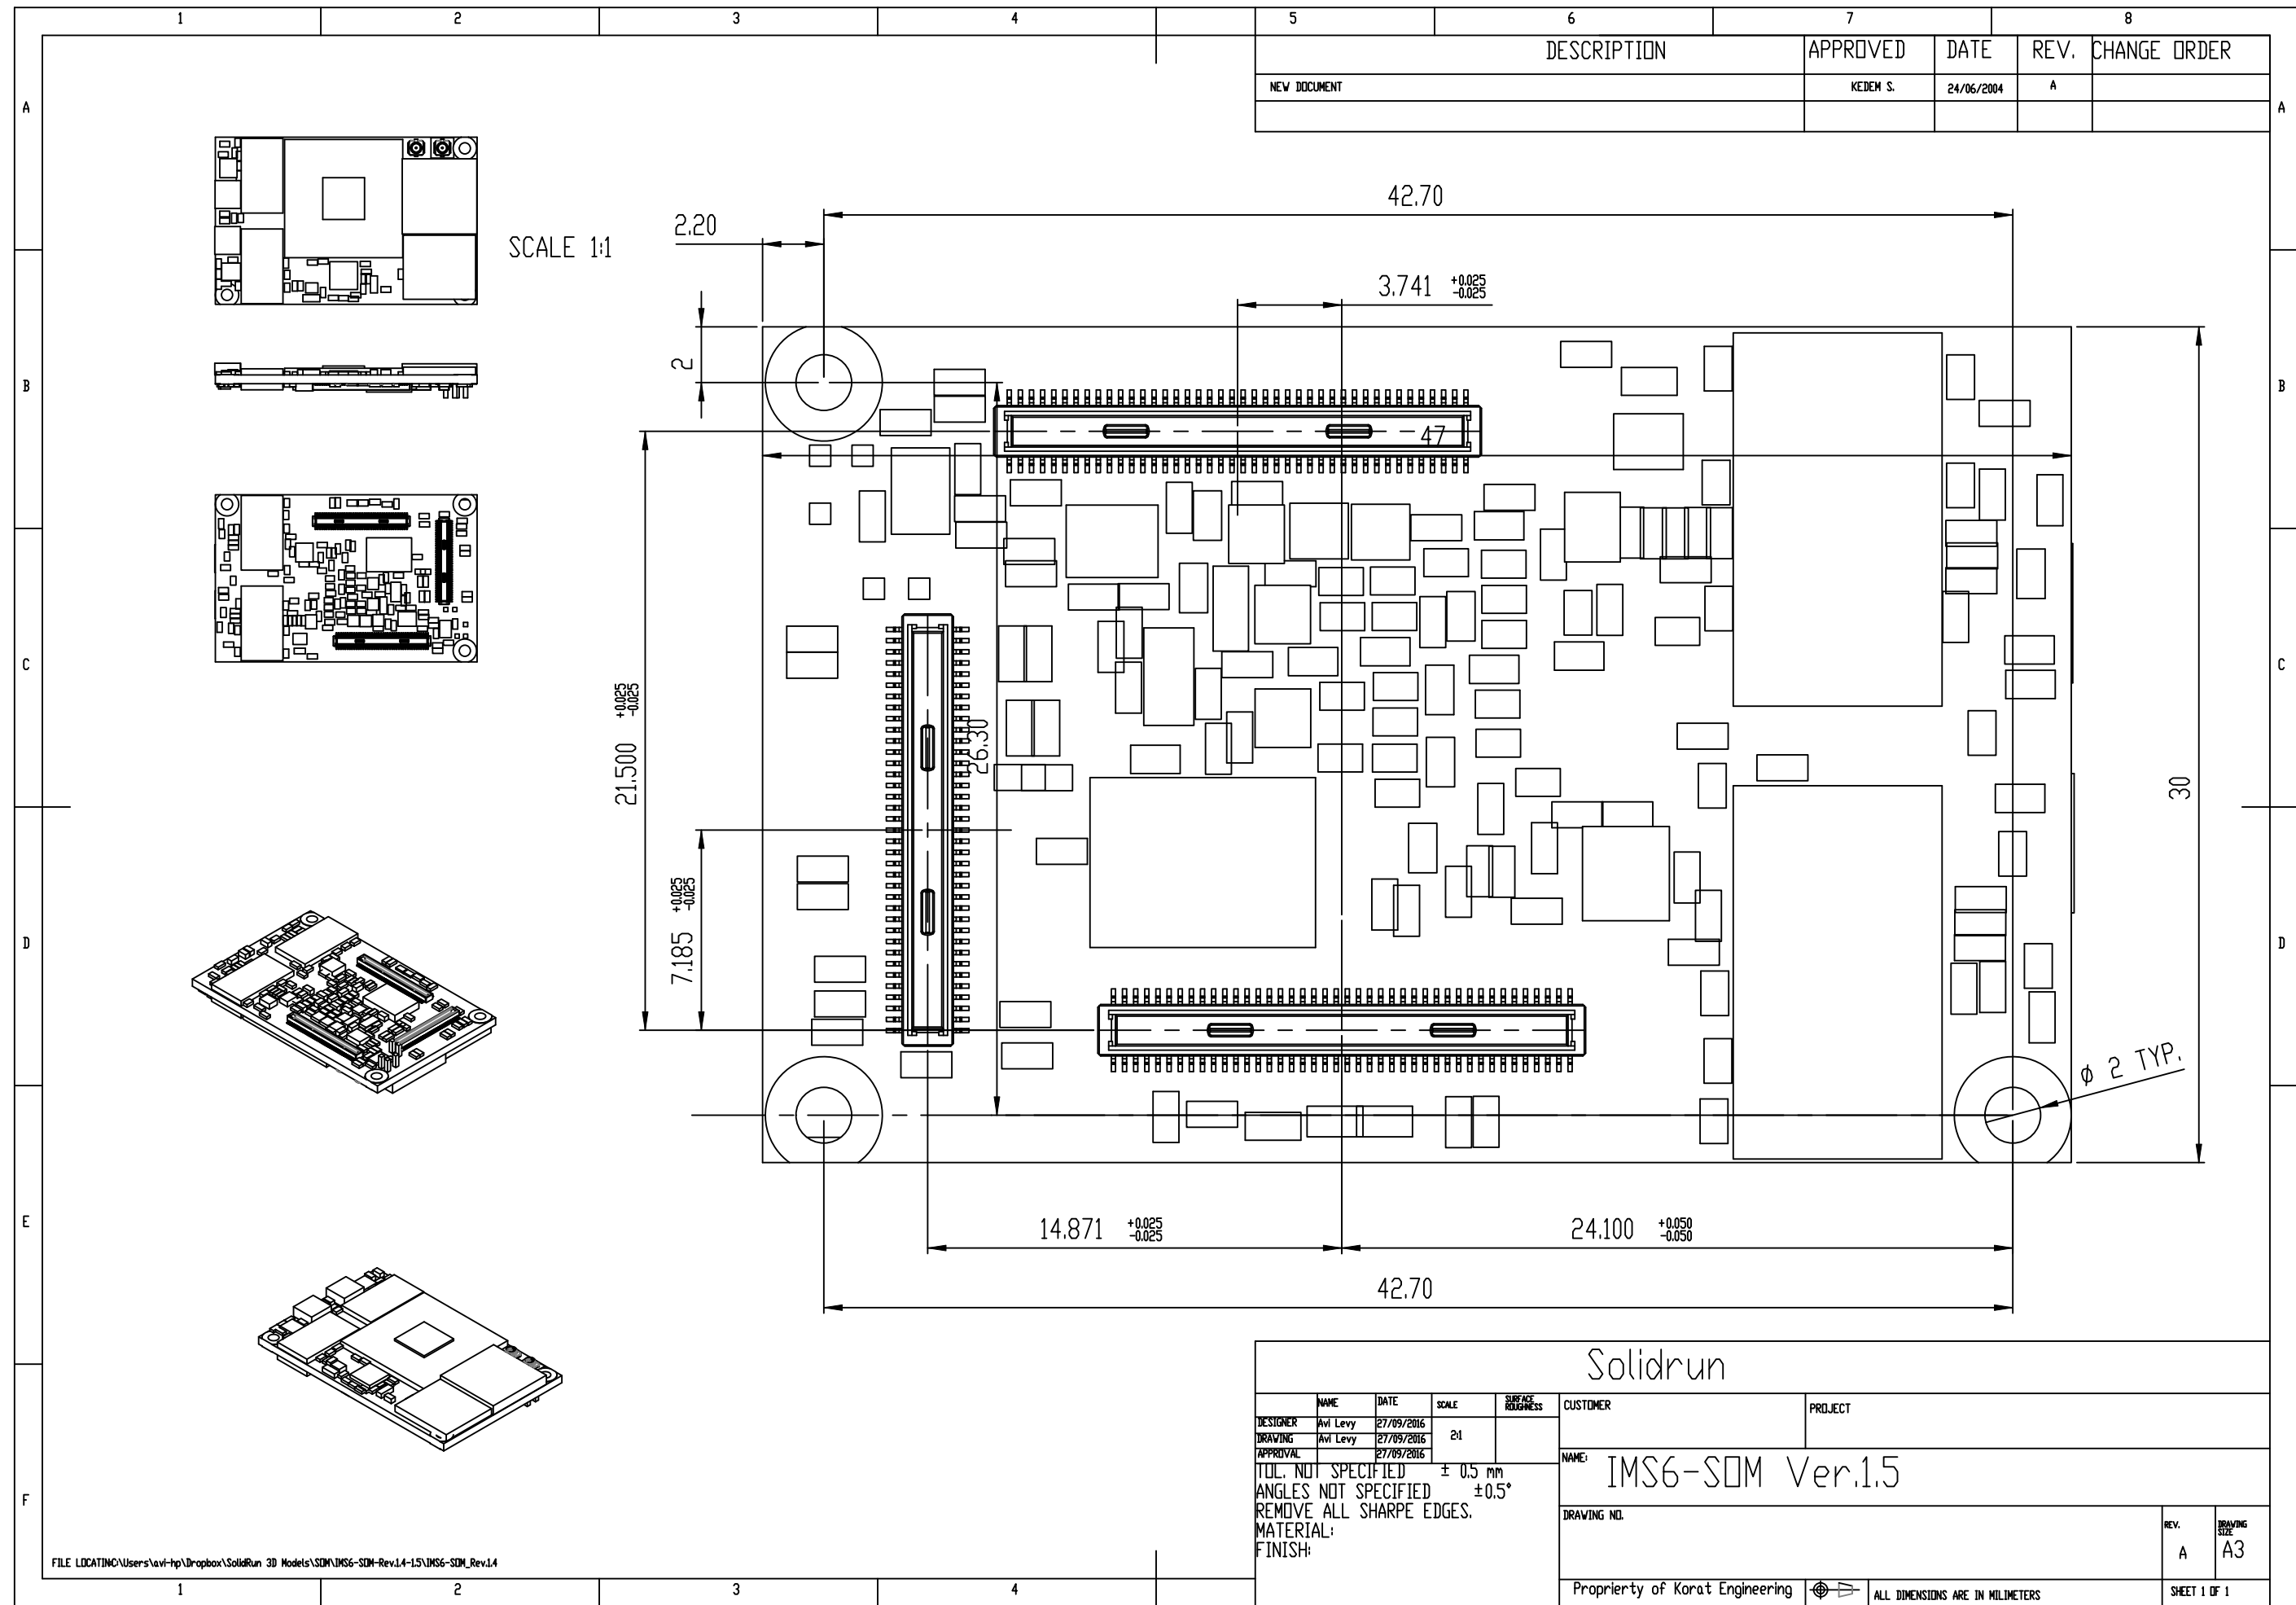 1 2 3 4 5 6 7 8
DESCRIPTION APPROVED DATE REV. CHANGE ORDER
NEW DOCUMENT KEDEM S. 24/06/2004 A
A A
42.70
2.20
SCALE 1:1
3.741 +0.025 -0.025
2
B B
47
C C
21.500 +0.025 -0.025
26.30
30
7.185 +0.025 -0.025
D D
ϕ 2 TYP.
E
14.871 +0.025 -0.025
24.100 +0.050 -0.050
42.70
Solidrun
NAME DATE SCALE SURFACE ROUGHNESS CUSTOMER PROJECT
DESIGNER Avi Levy 27/09/2016
DRAWING Avi Levy 27/09/2016 2:1
APPROVAL 27/09/2016
TOL. NOT SPECIFIED ± 0.5 mm
ANGLES NOT SPECIFIED ±0.5°
REMOVE ALL SHARPE EDGES.
MATERIAL:
FINISH:
NAME: IMS6-SOM Ver.1.5
DRAWING NO.
REV. A
DRAWING SIZE A3
F
FILE LOCATING:\Users\avi-hp\Dropbox\SolidRun 3D Models\SOM\IMS6-SOM-Rev.1.4-1.5\IMS6-SOM_Rev.1.4
1 2 3 4
Proprierty of Korat Engineering ALL DIMENSIONS ARE IN MILIMETERS SHEET 1 OF 1